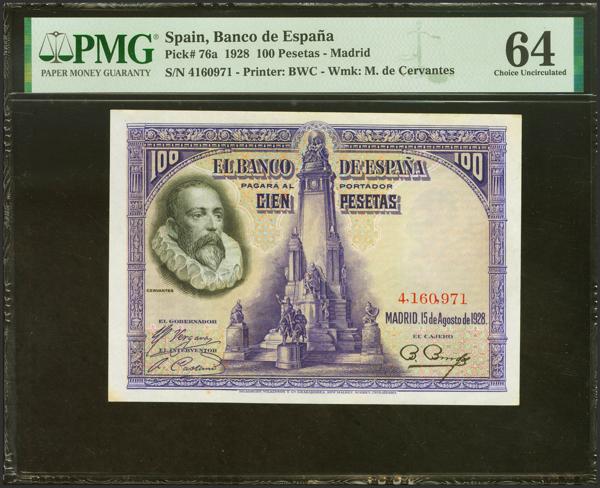 PMG
PAPER MONEY GUARANTY
Spain, Banco de España
Pick# 76a 1928 100 Pesetas - Madrid
S/N 4160971 - Printer: BWC - Wmk: M. de Cervantes
64
Choice Uncirculated
100 100
EL BANCO DE ESPAÑA
PAGARÁ AL PORTADOR
CIEN PESETAS
CERVANTES
4,160,971
MADRID, 15 de Agosto de 1928.
EL GOBERNADOR
EL CAJERO
EL INTERVENTOR